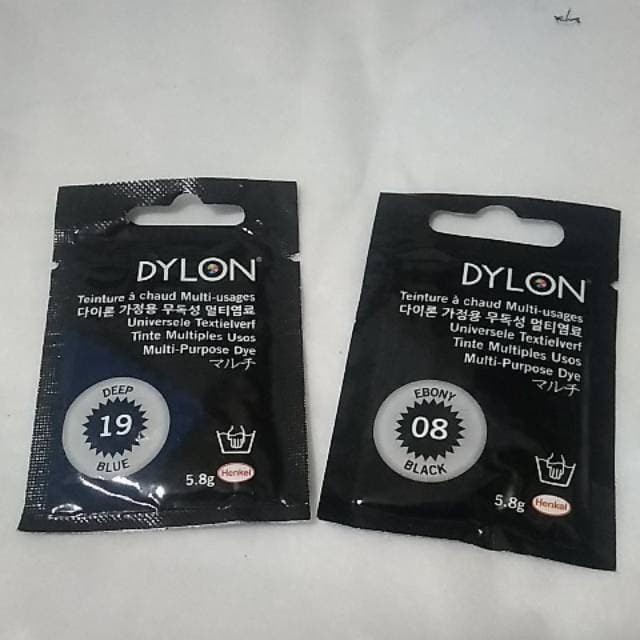 DYLON®
Teinture à chaud Multi-usages
다이론 가정용 무독성 멀티염료
Universele Textielverf
Tinte Multiples Usos
Multi-Purpose Dye
マルチ
DEEP
19
BLUE
5.8g
Henkel
DYLON®
Teinture à chaud Multi-usages
다이론 가정용 무독성 멀티염료
Universele Textielverf
Tinte Multiples Usos
Multi-Purpose Dye
マルチ
EBONY
08
BLACK
5.8g
Henkel